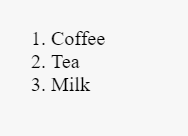 1. Coffee
2. Tea
3. Milk